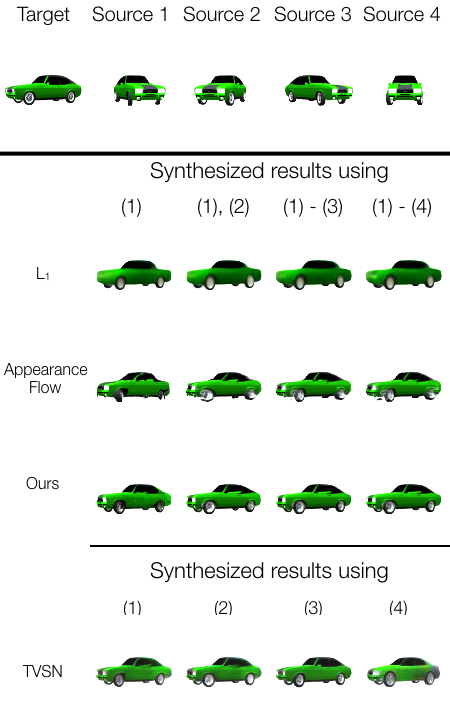 Target Source 1 Source 2 Source 3 Source 4
Synthesized results using
(1) (1), (2) (1) - (3) (1) - (4)
L₁
Appearance
Flow
Ours
Synthesized results using
(1) (2) (3) (4)
TVSN